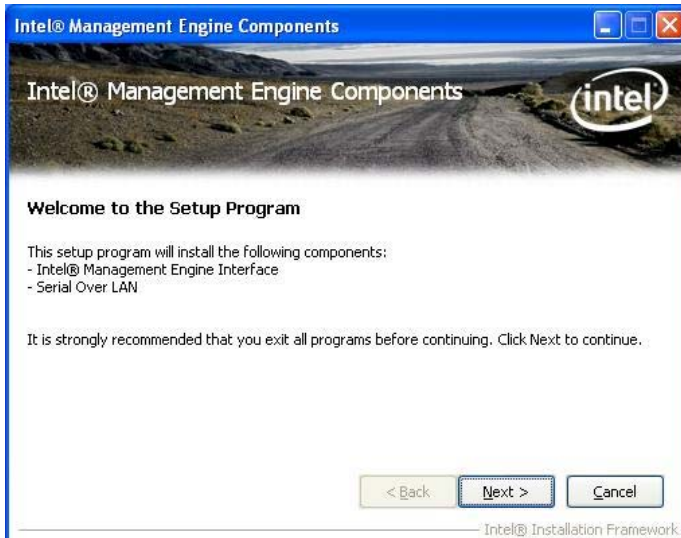 Intel® Management Engine Components
Intel® Management Engine Components
intel
Welcome to the Setup Program
This setup program will install the following components:
- Intel® Management Engine Interface
- Serial Over LAN
It is strongly recommended that you exit all programs before continuing. Click Next to continue.
< Back Next > Cancel
Intel® Installation Framework